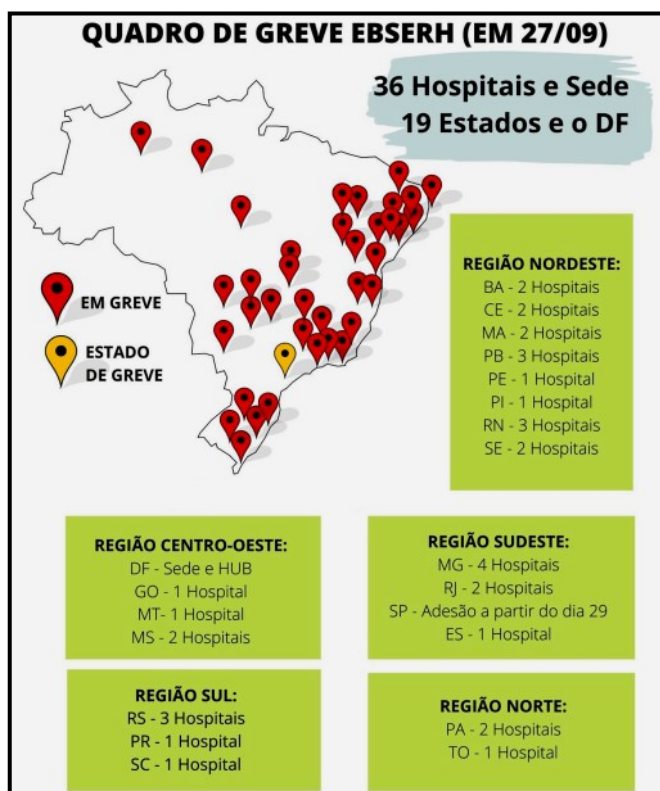 QUADRO DE GREVE EBSERH (EM 27/09)
36 Hospitais e Sede
19 Estados e o DF
EM GREVE
ESTADO
DE GREVE
REGIÃO NORDESTE:
BA - 2 Hospitais
CE - 2 Hospitais
MA - 2 Hospitais
PB - 3 Hospitais
PE - 1 Hospital
PI - 1 Hospital
RN - 3 Hospitais
SE - 2 Hospitais
REGIÃO CENTRO-OESTE:
DF - Sede e HUB
GO - 1 Hospital
MT- 1 Hospital
MS - 2 Hospitais
REGIÃO SUDESTE:
MG - 4 Hospitais
RJ - 2 Hospitais
SP - Adesão a partir do dia 29
ES - 1 Hospital
REGIÃO SUL:
RS - 3 Hospitais
PR - 1 Hospital
SC - 1 Hospital
REGIÃO NORTE:
PA - 2 Hospitais
TO - 1 Hospital